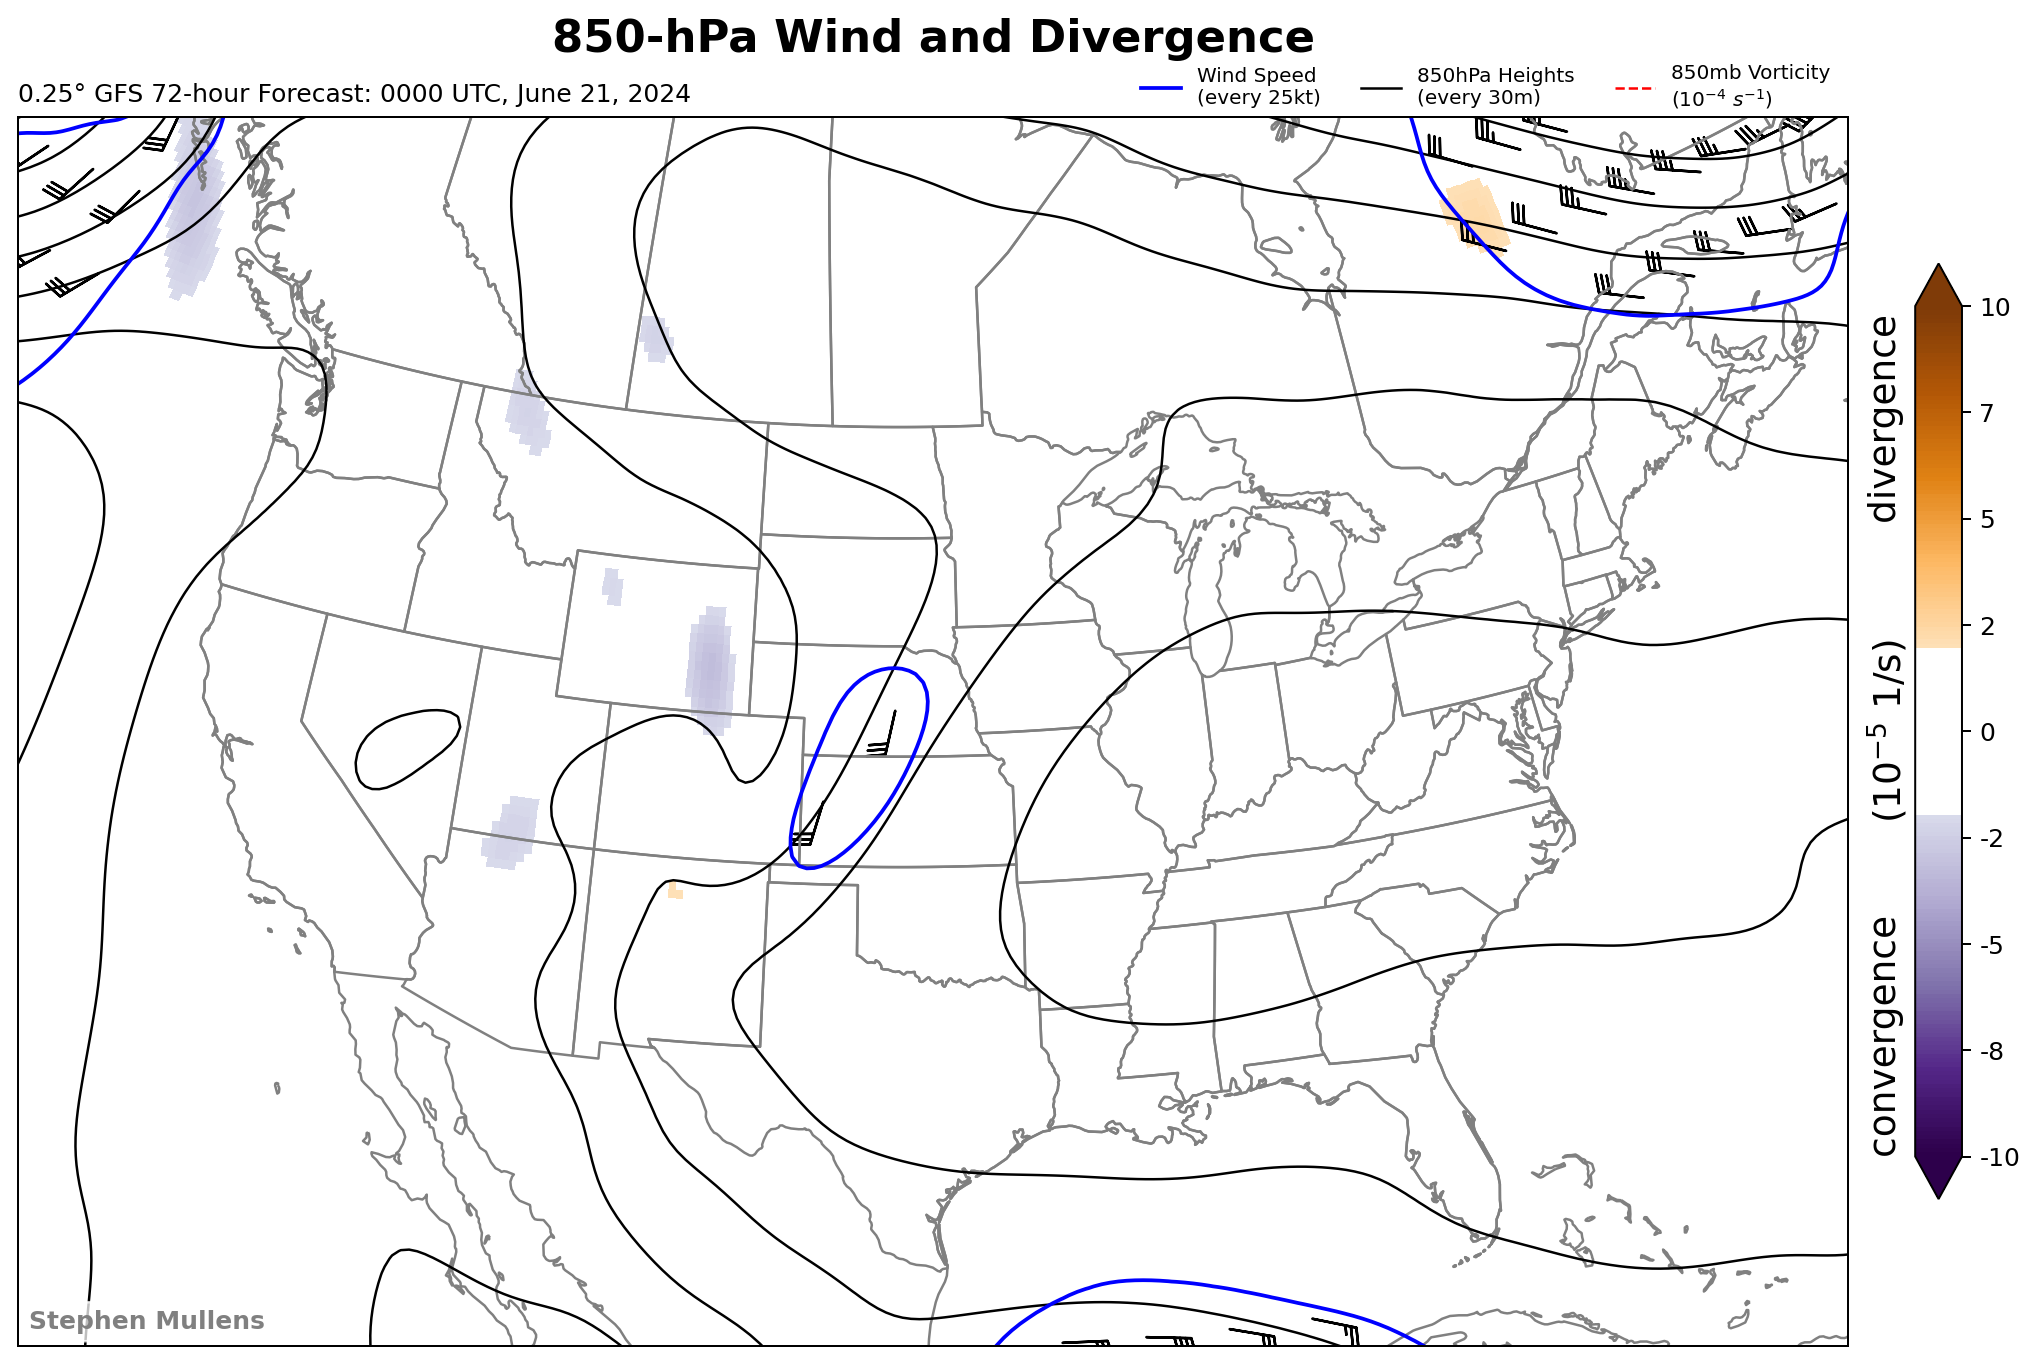 850-hPa Wind and Divergence
0.25° GFS 72-hour Forecast: 0000 UTC, June 21, 2024
Wind Speed
(every 25kt)
850hPa Heights
(every 30m)
850mb Vorticity
(10⁻⁴ s⁻¹)
10
7
5
2
0
-2
-5
-8
-10
convergence (10⁻⁵ 1/s) divergence
Stephen Mullens